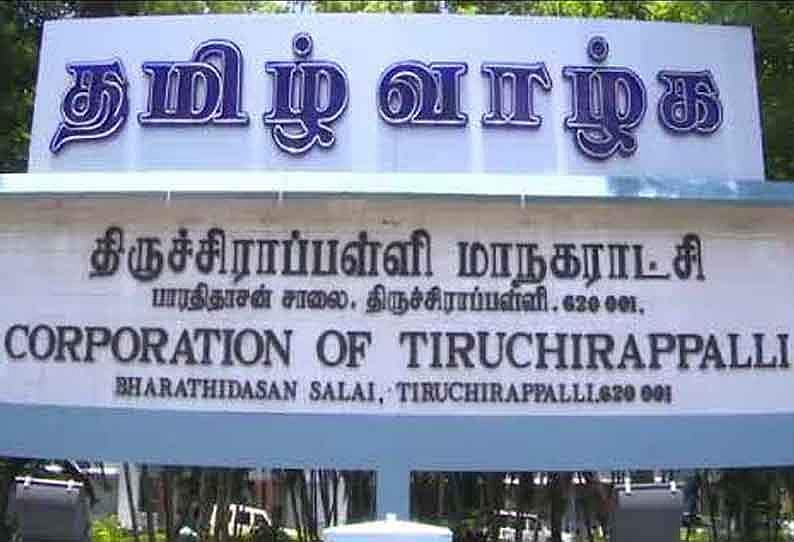 தமிழ் வாழ்க
திருச்சிராப்பள்ளி மாநகராட்சி
பாரதிதாசன் சாலை, திருச்சிராப்பள்ளி.620 001.
CORPORATION OF TIRUCHIRAPPALLI
BHARATHIDASAN SALAI, TIRUCHIRAPPALLI.620 001